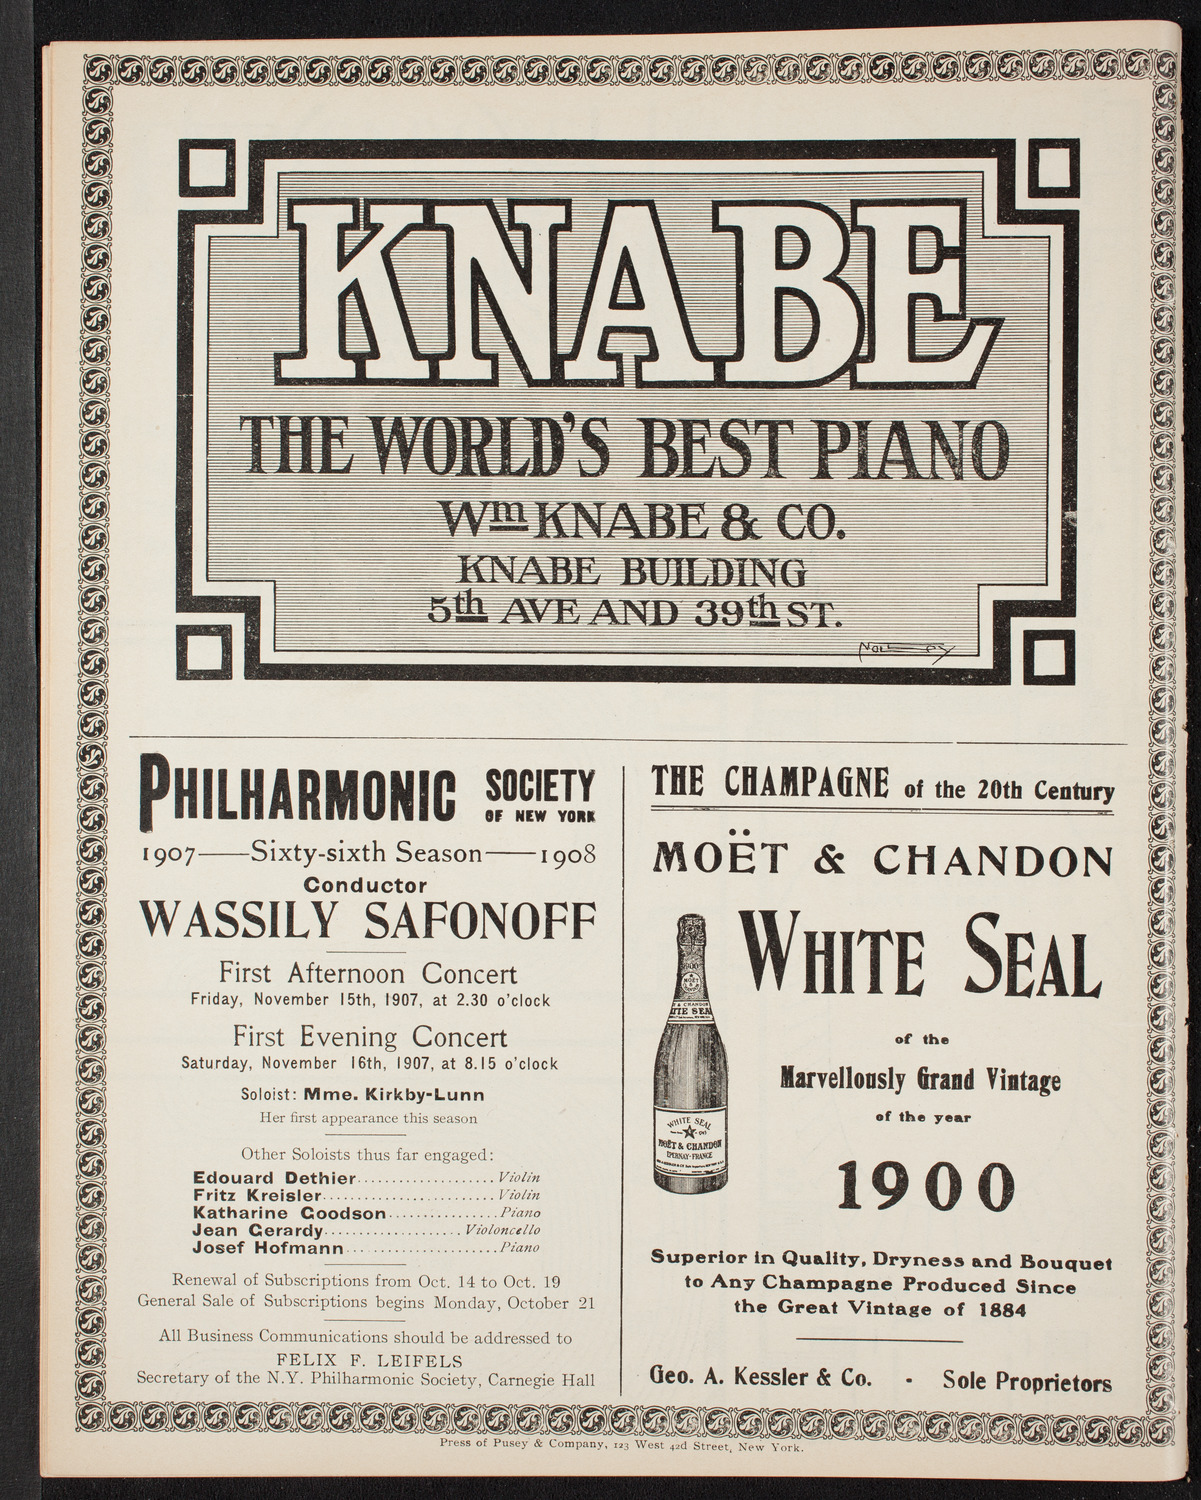 KNABE
THE WORLD'S BEST PIANO
Wm KNABE & CO.
KNABE BUILDING
5th AVE AND 39th ST.
PHILHARMONIC SOCIETY OF NEW YORK
1907——Sixty-sixth Season——1908
Conductor
WASSILY SAFONOFF
First Afternoon Concert
Friday, November 15th, 1907, at 2.30 o'clock
First Evening Concert
Saturday, November 16th, 1907, at 8.15 o'clock
Soloist: Mme. Kirkby-Lunn
Her first appearance this season
Other Soloists thus far engaged:
Edouard Dethier.....................Violin
Fritz Kreisler..........................Violin
Katharine Goodson................Piano
Jean Gerardy.....................Violoncello
Josef Hofmann.......................Piano
Renewal of Subscriptions from Oct. 14 to Oct. 19
General Sale of Subscriptions begins Monday, October 21
All Business Communications should be addressed to
FELIX F. LEIFELS
Secretary of the N.Y. Philharmonic Society, Carnegie Hall
THE CHAMPAGNE of the 20th Century
MOËT & CHANDON
WHITE SEAL
of the
Marvellously Grand Vintage
of the year
1900
WHITE SEAL
MOËT & CHANDON
EPERNAY-FRANCE
Superior in Quality, Dryness and Bouquet
to Any Champagne Produced Since
the Great Vintage of 1884
Geo. A. Kessler & Co. - Sole Proprietors
Press of Pusey & Company, 123 West 42d Street, New York.